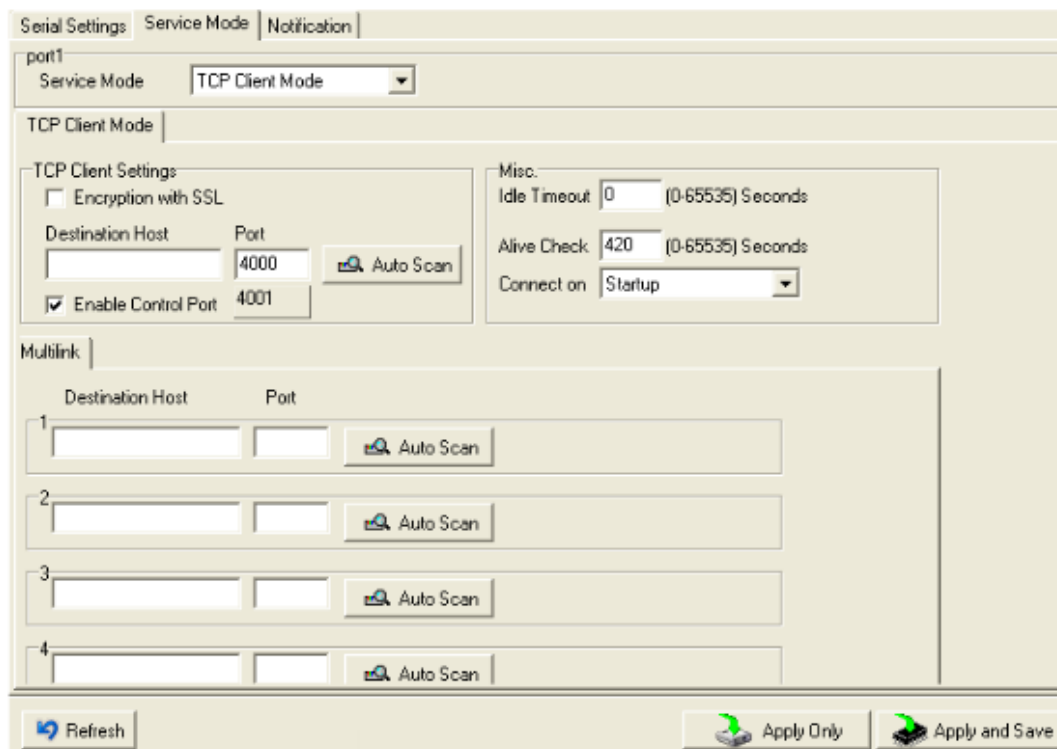 Serial Settings Service Mode Notification
port1
Service Mode TCP Client Mode
TCP Client Mode
TCP Client Settings
Encryption with SSL
Destination Host Port
4000 Auto Scan
Enable Control Port 4001
Misc.
Idle Timeout 0 (0-65535) Seconds
Alive Check 420 (0-65535) Seconds
Connect on Startup
Multilink
Destination Host Port
1 Auto Scan
2 Auto Scan
3 Auto Scan
4 Auto Scan
Refresh Apply Only Apply and Save